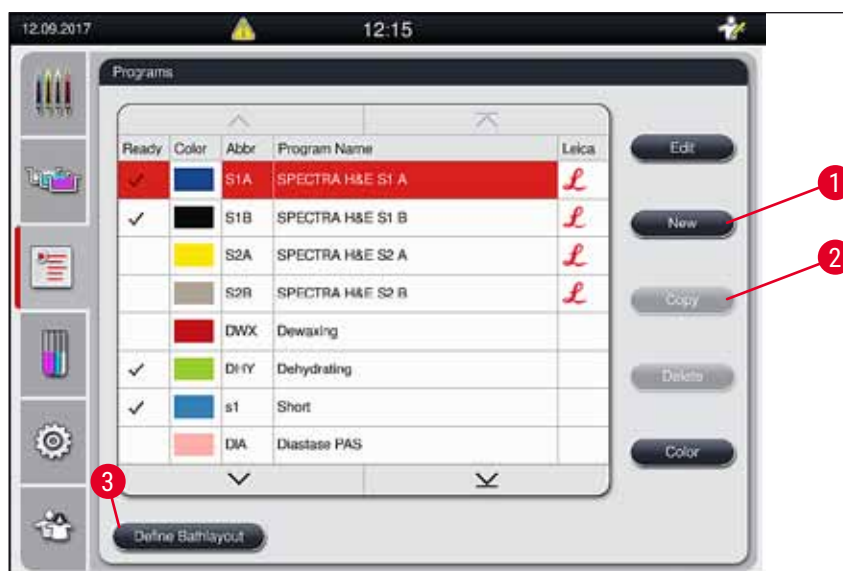 12.09.2017 12:15
Programs
Ready Color Abbr Program Name Leica
S1A SPECTRA H&E S1 A
S1B SPECTRA H&E S1 B
S2A SPECTRA H&E S2 A
S2B SPECTRA H&E S2 B
DWX Dewaxing
DHY Dehydrating
s1 Short
DIA Diastase PAS
Edit
New
Copy
Delete
Color
Define Bathlayout
1
2
3